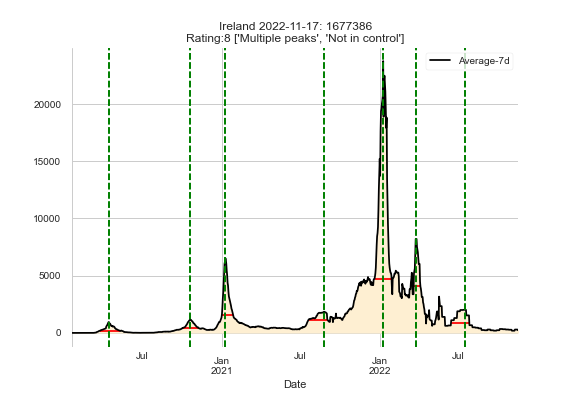 Ireland 2022-11-17: 1677386
Rating:8 ['Multiple peaks', 'Not in control']
Average-7d
20000
15000
10000
5000
0
Jul
Jan
2021
Jul
Jan
2022
Jul
Date